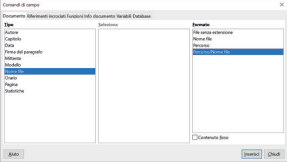 Comandi di campo
Documento Riferimenti incrociati Funzioni Info documento Variabili Database
Tipo
Autore
Capitolo
Data
Firma del paragrafo
Mittente
Modello
Nome file
Orario
Pagina
Statistiche
Seleziona
Formato
File senza estensione
Nome file
Percorso
Percorso/Nome file
Contenuto fisso
Aiuto
Inserisci
Chiudi